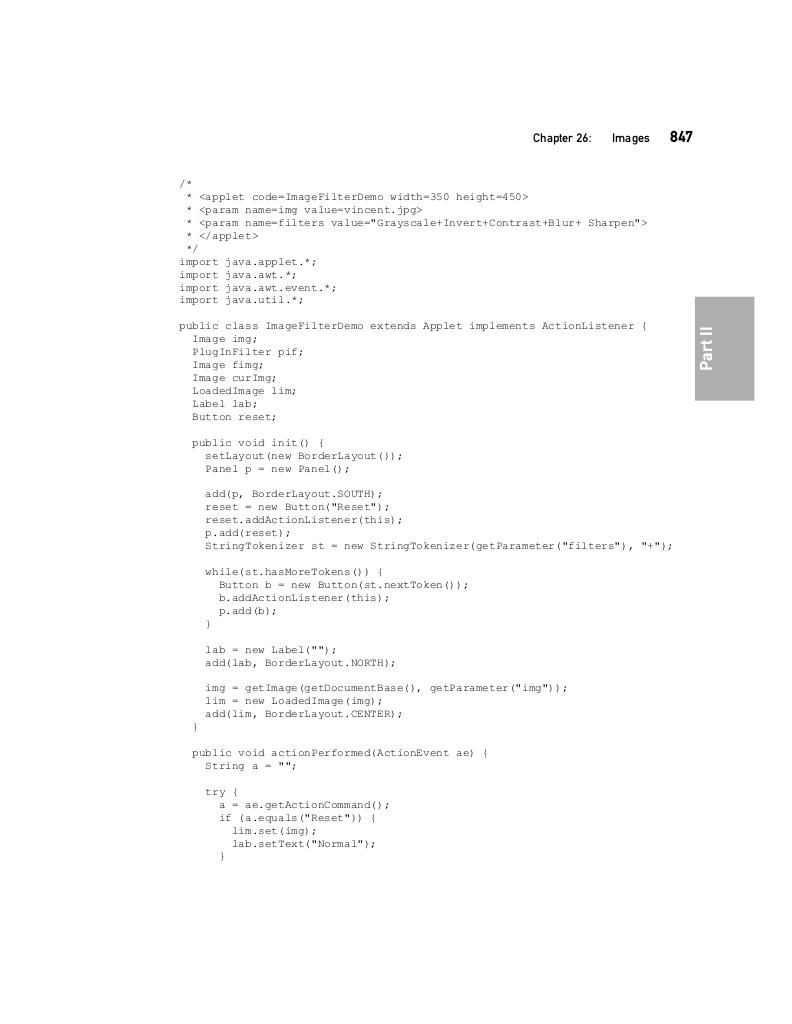 Chapter 26: Images 847
/*
 * <applet code=ImageFilterDemo width=350 height=450>
 * <param name=img value=vincent.jpg>
 * <param name=filters value="Grayscale+Invert+Contrast+Blur+ Sharpen">
 * </applet>
 */
import java.applet.*;
import java.awt.*;
import java.awt.event.*;
import java.util.*;

public class ImageFilterDemo extends Applet implements ActionListener {
  Image img;
  PlugInFilter pif;
  Image fimg;
  Image curImg;
  LoadedImage lim;
  Label lab;
  Button reset;

  public void init() {
    setLayout(new BorderLayout());
    Panel p = new Panel();

    add(p, BorderLayout.SOUTH);
    reset = new Button("Reset");
    reset.addActionListener(this);
    p.add(reset);
    StringTokenizer st = new StringTokenizer(getParameter("filters"), "+");

    while(st.hasMoreTokens()) {
      Button b = new Button(st.nextToken());
      b.addActionListener(this);
      p.add(b);
    }

    lab = new Label("");
    add(lab, BorderLayout.NORTH);

    img = getImage(getDocumentBase(), getParameter("img"));
    lim = new LoadedImage(img);
    add(lim, BorderLayout.CENTER);
  }

  public void actionPerformed(ActionEvent ae) {
    String a = "";

    try {
      a = ae.getActionCommand();
      if (a.equals("Reset")) {
        lim.set(img);
        lab.setText("Normal");
      }
Part II